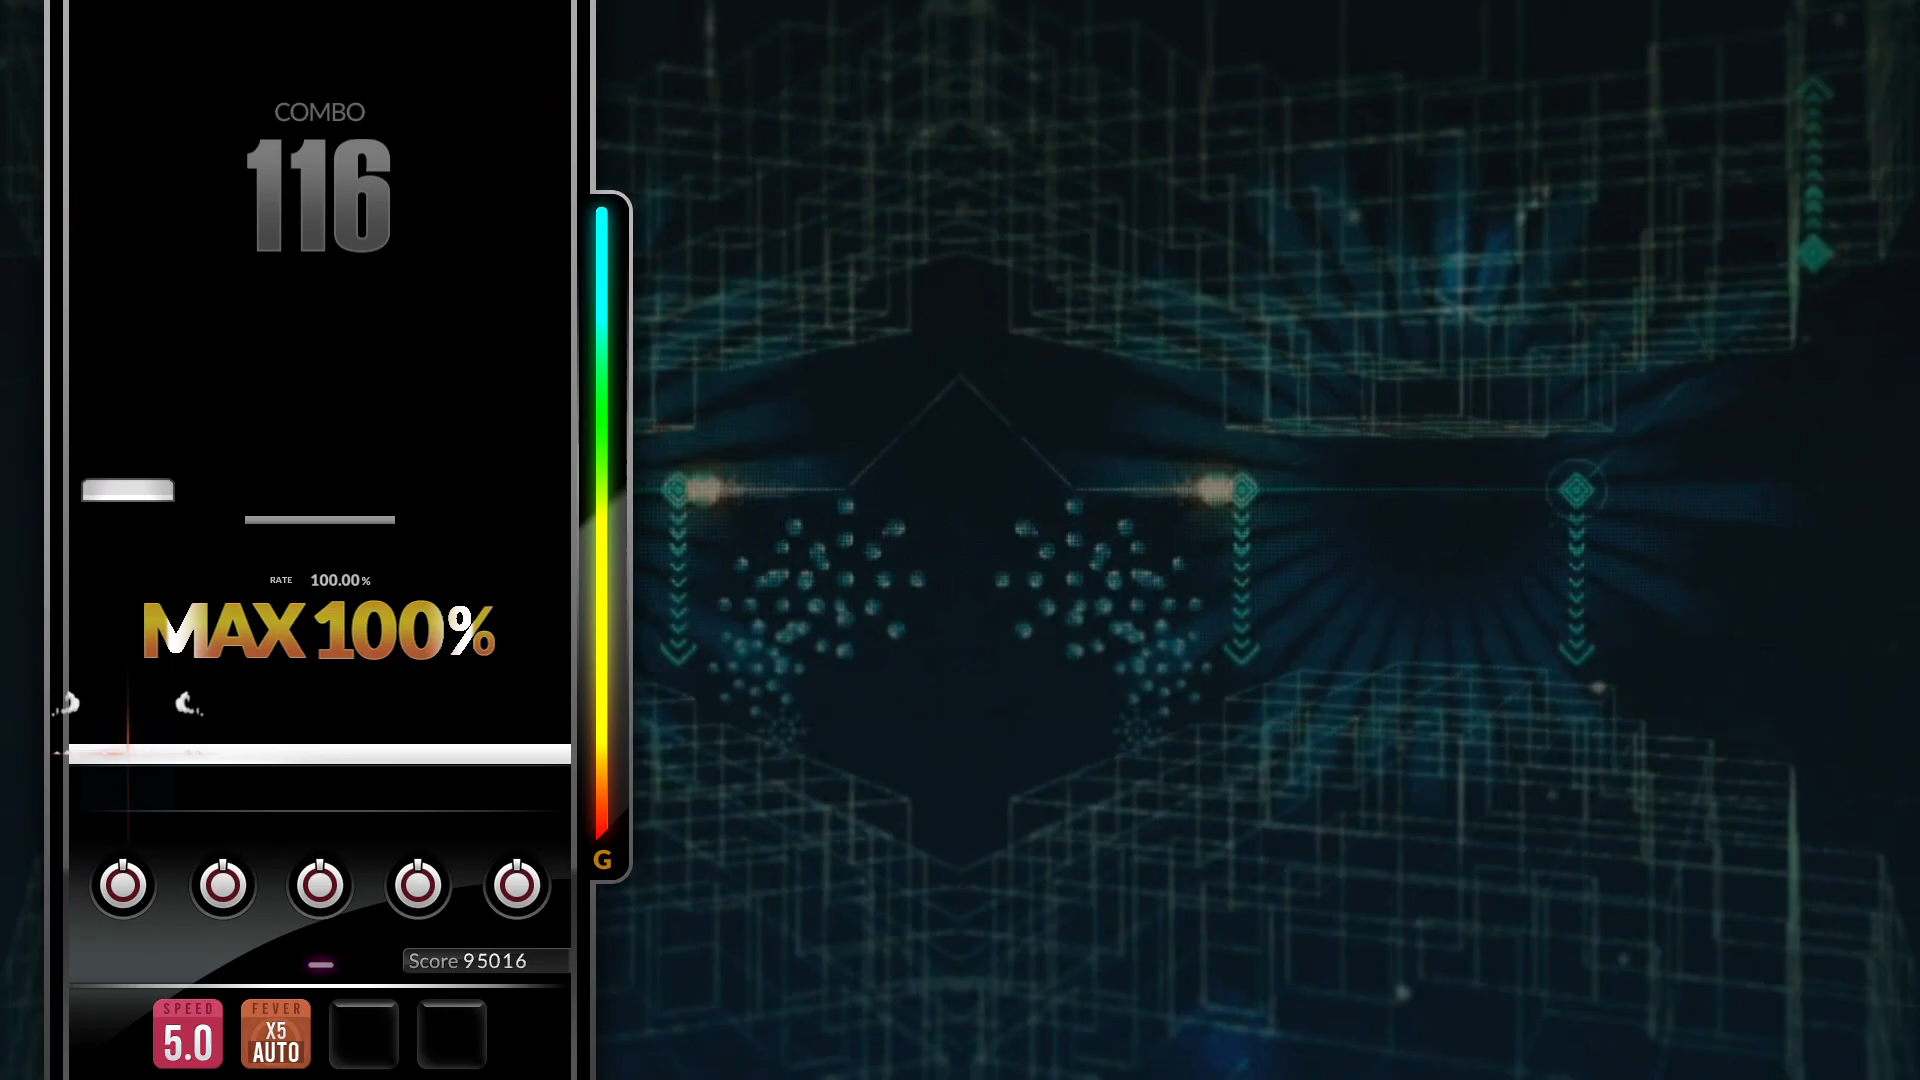 COMBO
116
RATE 100.00%
MAX 100%
G
Score 95016
SPEED
5.0
FEVER
X5
AUTO